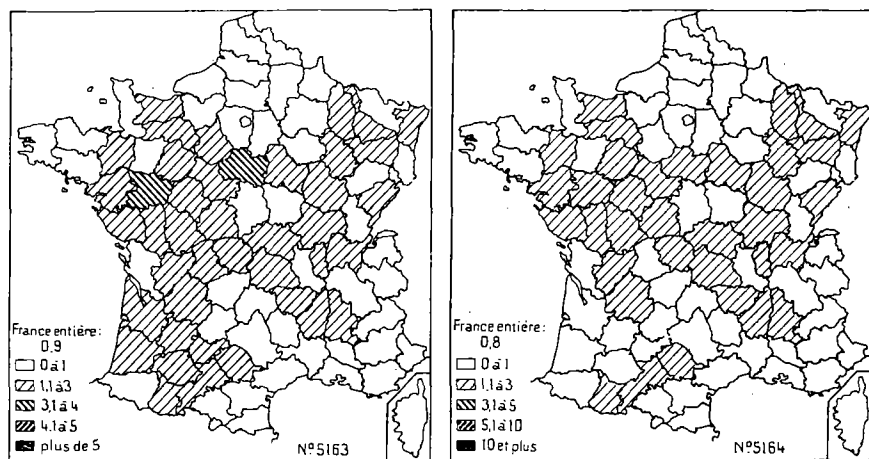 France entière :
0,9
0 à 1
1,1 à 3
3,1 à 4
4,1 à 5
plus de 5
Nº 5163
France entière :
0,8
0 à 1
1,1 à 3
3,1 à 5
5,1 à 10
10 et plus
Nº 5164